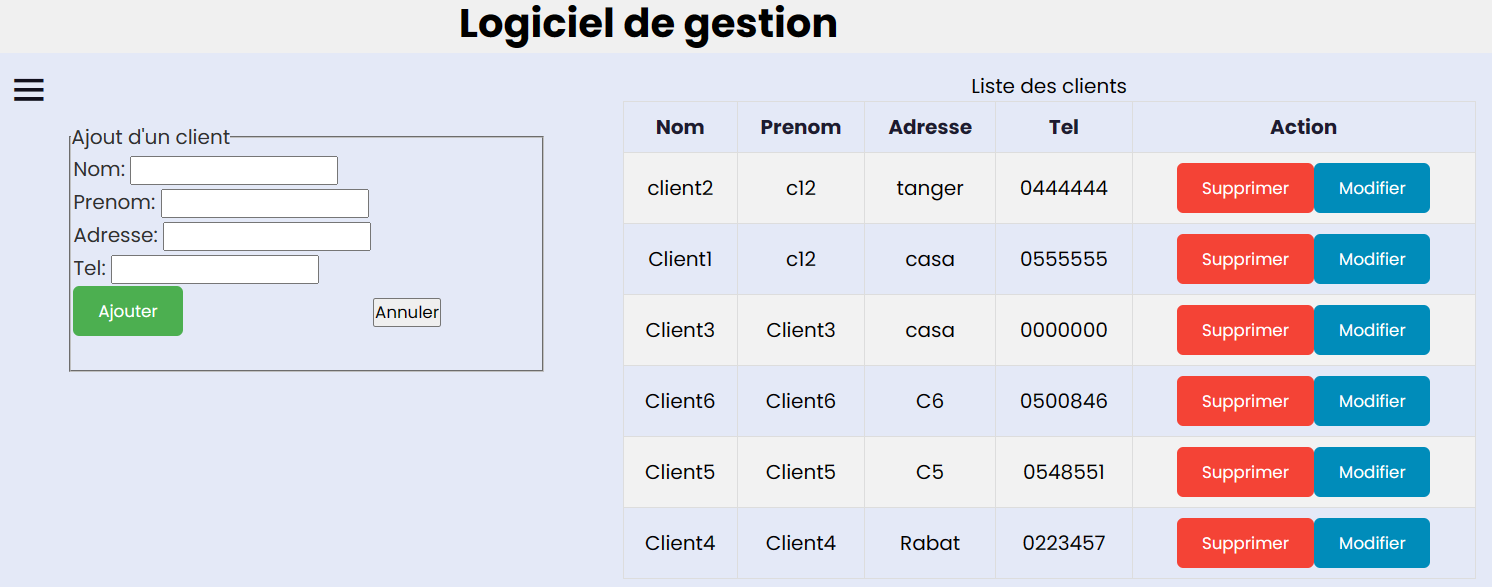 Logiciel de gestion
Ajout d'un client
Nom:
Prenom:
Adresse:
Tel:
Ajouter Annuler
Liste des clients
Nom Prenom Adresse Tel Action
client2 c12 tanger 0444444 Supprimer Modifier
Client1 c12 casa 0555555 Supprimer Modifier
Client3 Client3 casa 0000000 Supprimer Modifier
Client6 Client6 C6 0500846 Supprimer Modifier
Client5 Client5 C5 0548551 Supprimer Modifier
Client4 Client4 Rabat 0223457 Supprimer Modifier